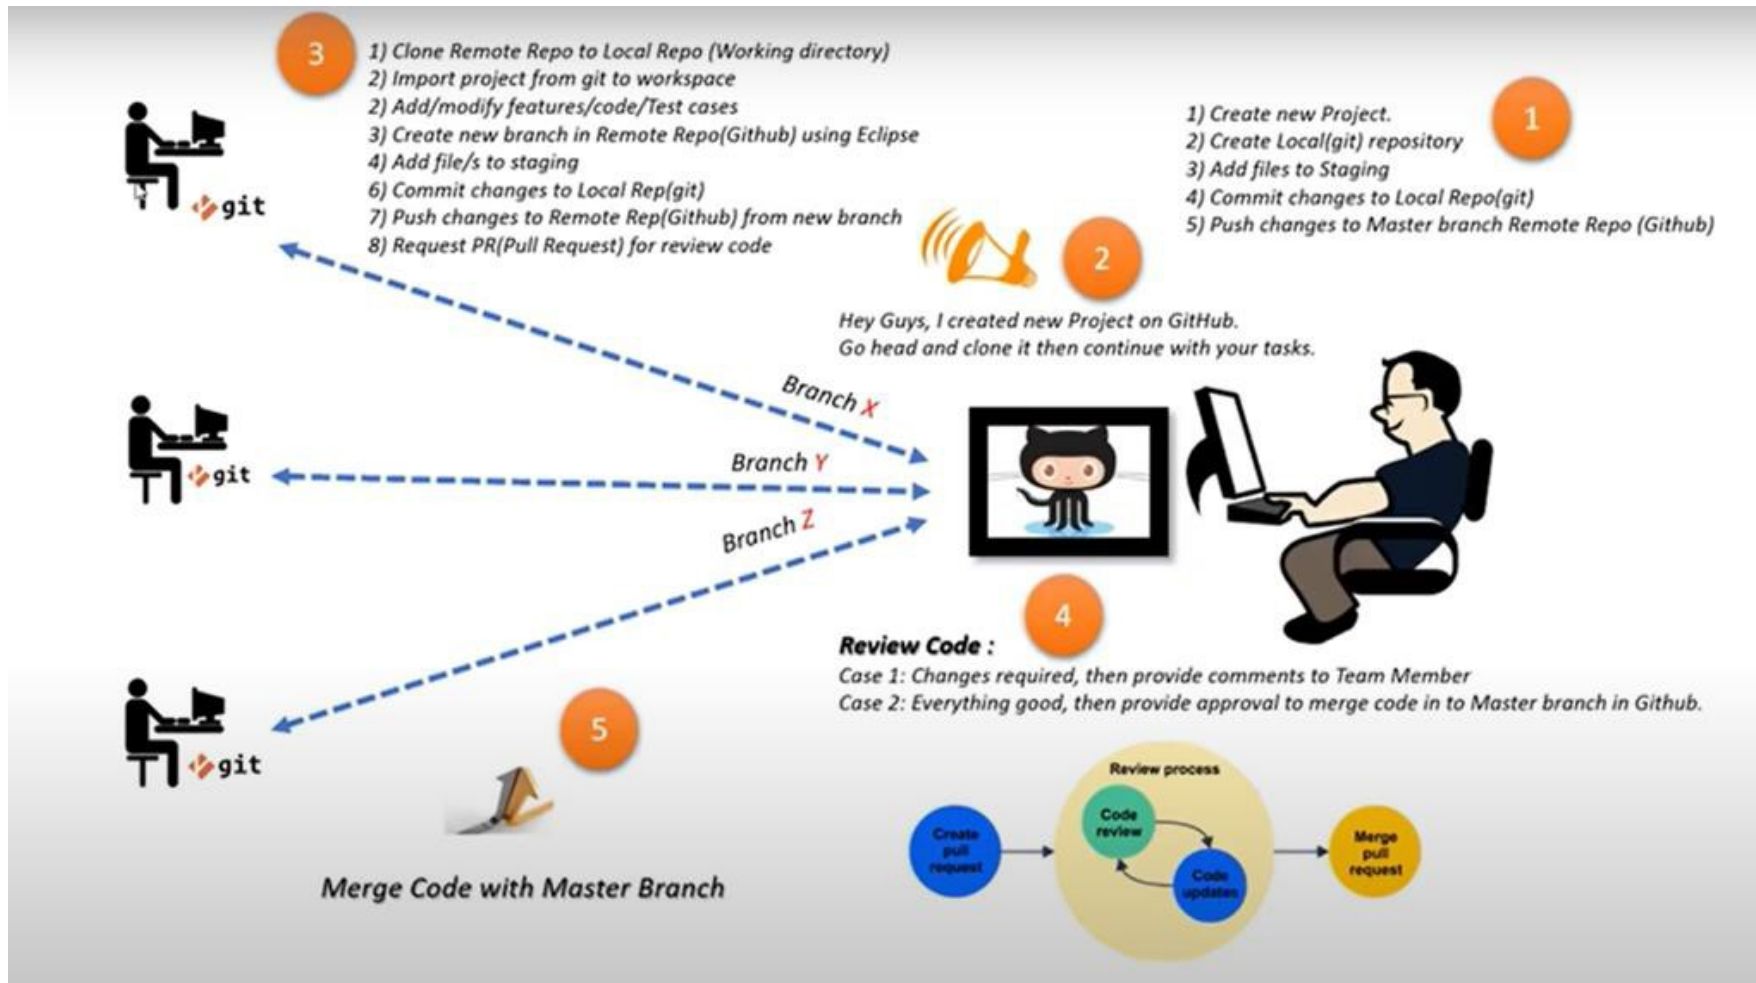 3
1) Clone Remote Repo to Local Repo (Working directory)
2) Import project from git to workspace
2) Add/modify features/code/Test cases
3) Create new branch in Remote Repo(Github) using Eclipse
4) Add file/s to staging
6) Commit changes to Local Rep(git)
7) Push changes to Remote Rep(Github) from new branch
8) Request PR(Pull Request) for review code
git
1
1) Create new Project.
2) Create Local(git) repository
3) Add files to Staging
4) Commit changes to Local Repo(git)
5) Push changes to Master branch Remote Repo (Github)
2
Hey Guys, I created new Project on GitHub.
Go head and clone it then continue with your tasks.
Branch X
Branch Y
Branch Z
git
git
4
Review Code :
Case 1: Changes required, then provide comments to Team Member
Case 2: Everything good, then provide approval to merge code in to Master branch in Github.
5
Merge Code with Master Branch
Review process
Create
pull
request
Code
review
Code
updates
Merge
pull
request